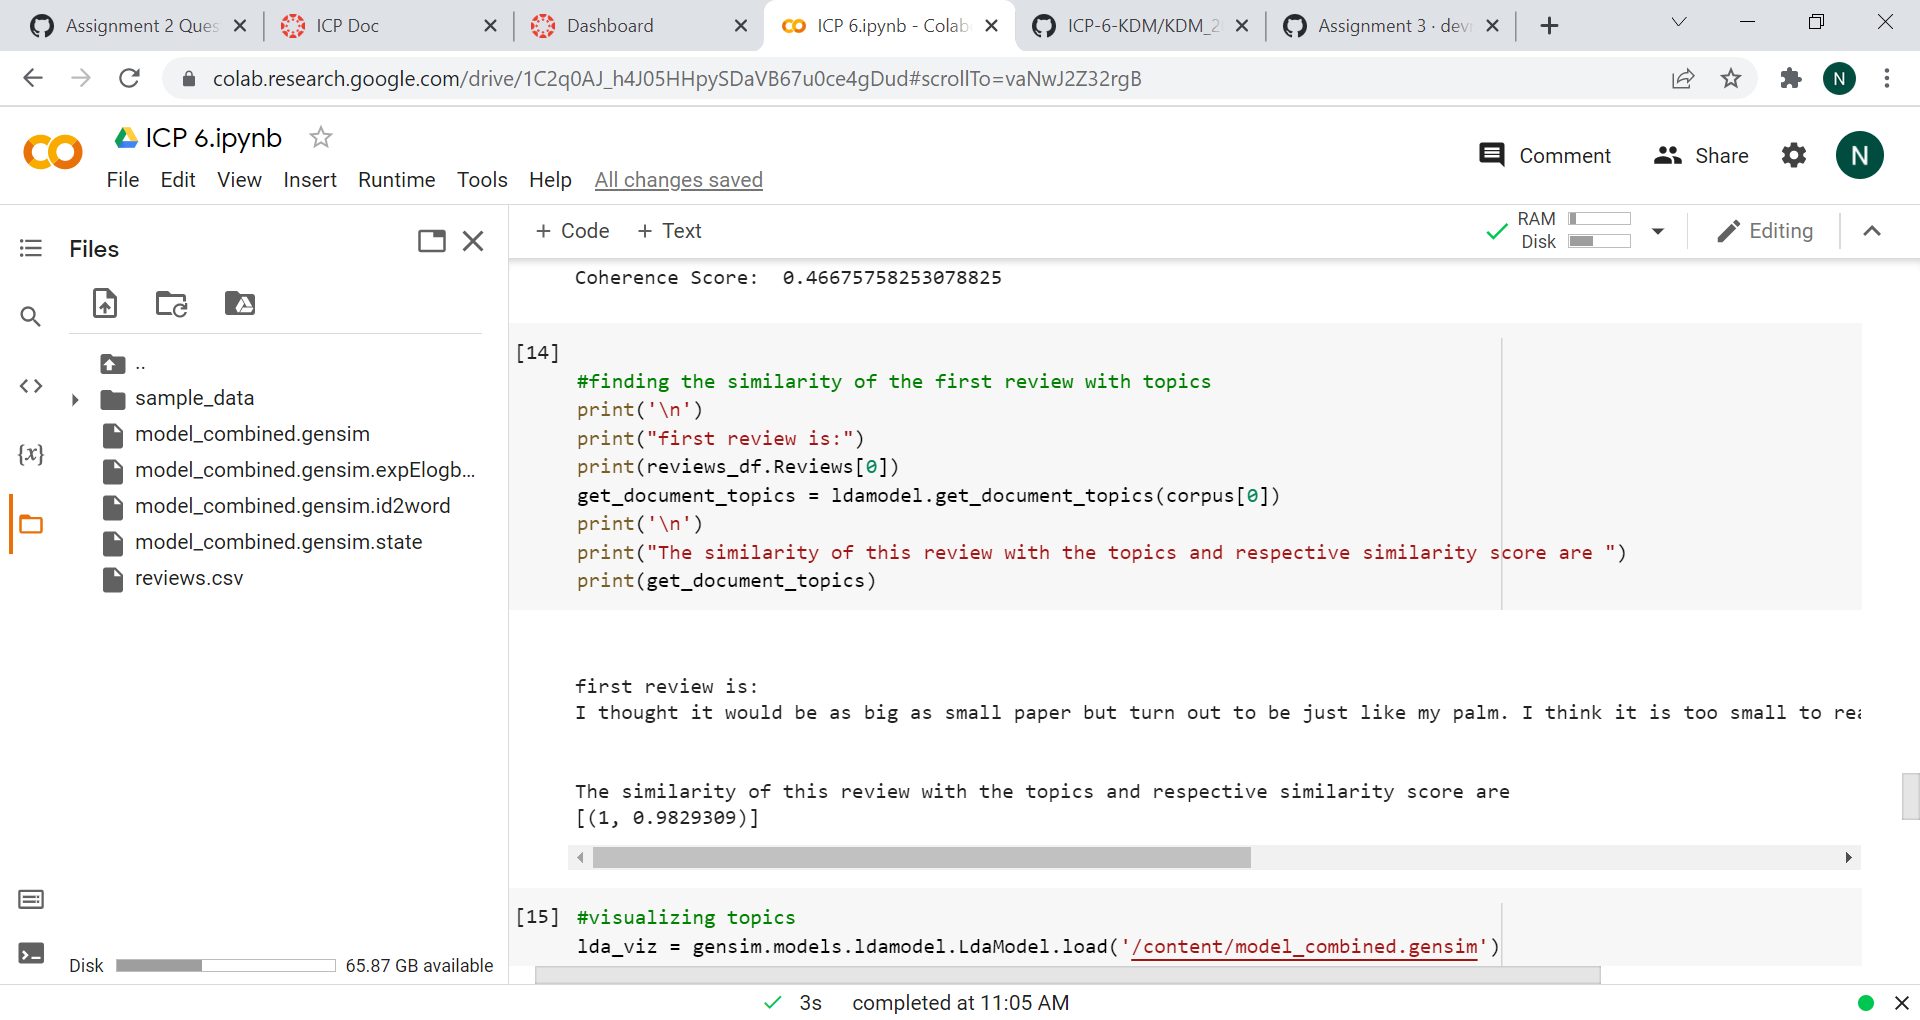 Assignment 2 Ques
ICP Doc
Dashboard
ICP 6.ipynb - Colab
ICP-6-KDM/KDM_2
Assignment 3 · dev
colab.research.google.com/drive/1C2q0AJ_h4J05HHpySDaVB67u0ce4gDud#scrollTo=vaNwJ2Z32rgB
N
ICP 6.ipynb
File Edit View Insert Runtime Tools Help All changes saved
Comment
Share
N
Files
+ Code + Text
RAM
Disk
Editing
..
sample_data
model_combined.gensim
model_combined.gensim.expElogb...
model_combined.gensim.id2word
model_combined.gensim.state
reviews.csv
Disk
65.87 GB available
Coherence Score:  0.46675758253078825
[14]
#finding the similarity of the first review with topics
print('\n')
print("first review is:")
print(reviews_df.Reviews[0])
get_document_topics = ldamodel.get_document_topics(corpus[0])
print('\n')
print("The similarity of this review with the topics and respective similarity score are ")
print(get_document_topics)
first review is:
I thought it would be as big as small paper but turn out to be just like my palm. I think it is too small to rea
The similarity of this review with the topics and respective similarity score are
[(1, 0.9829309)]
[15] #visualizing topics
lda_viz = gensim.models.ldamodel.LdaModel.load('/content/model_combined.gensim')
3s completed at 11:05 AM